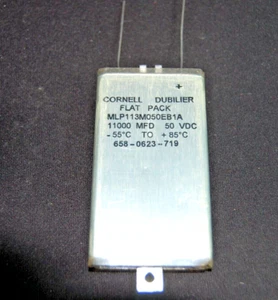 +
CORNELL DUBILIER
FLAT PACK
MLP113M050EB1A
11000 MFD 50 VDC
-55°C TO +85°C
658-0623-719